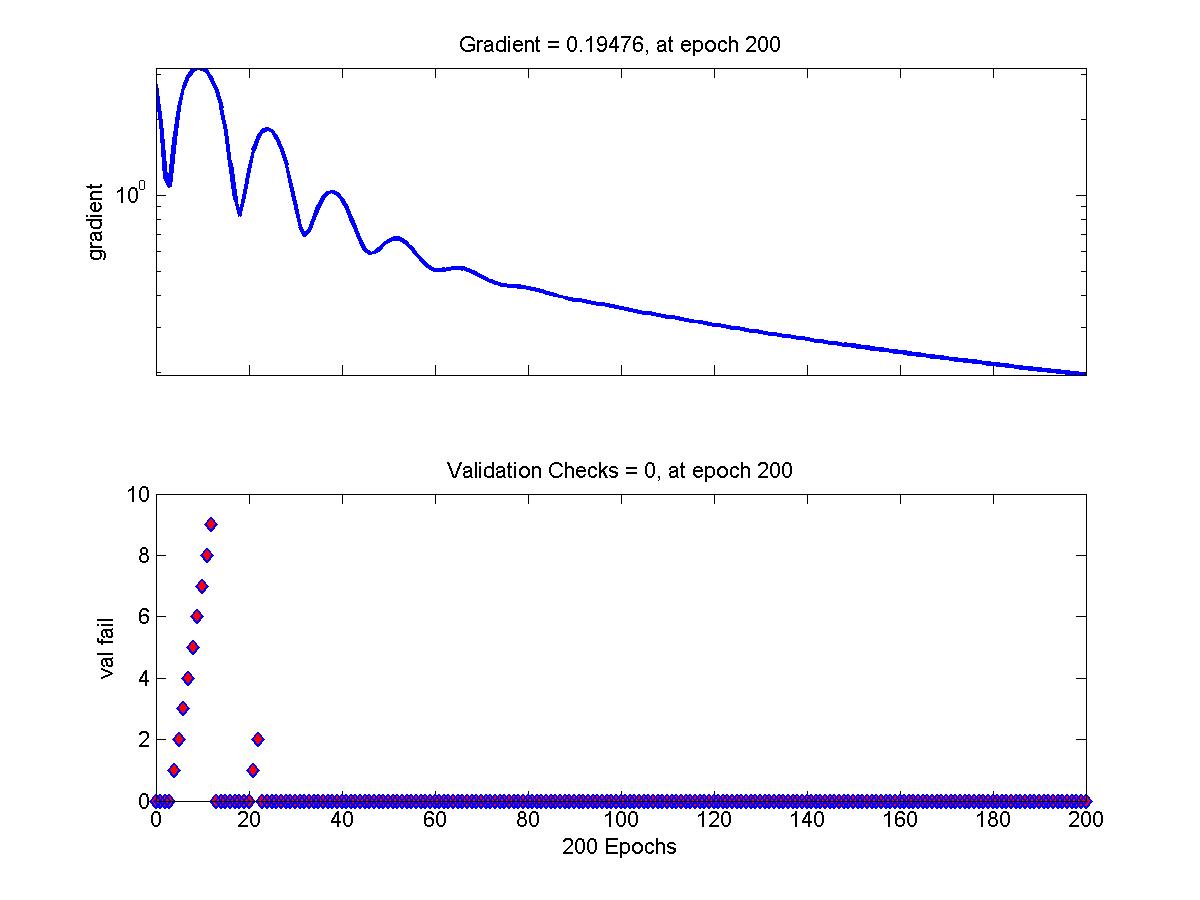 Gradient = 0.19476, at epoch 200
10^0
gradient
Validation Checks = 0, at epoch 200
10
8
6
4
2
0
val fail
0 20 40 60 80 100 120 140 160 180 200
200 Epochs